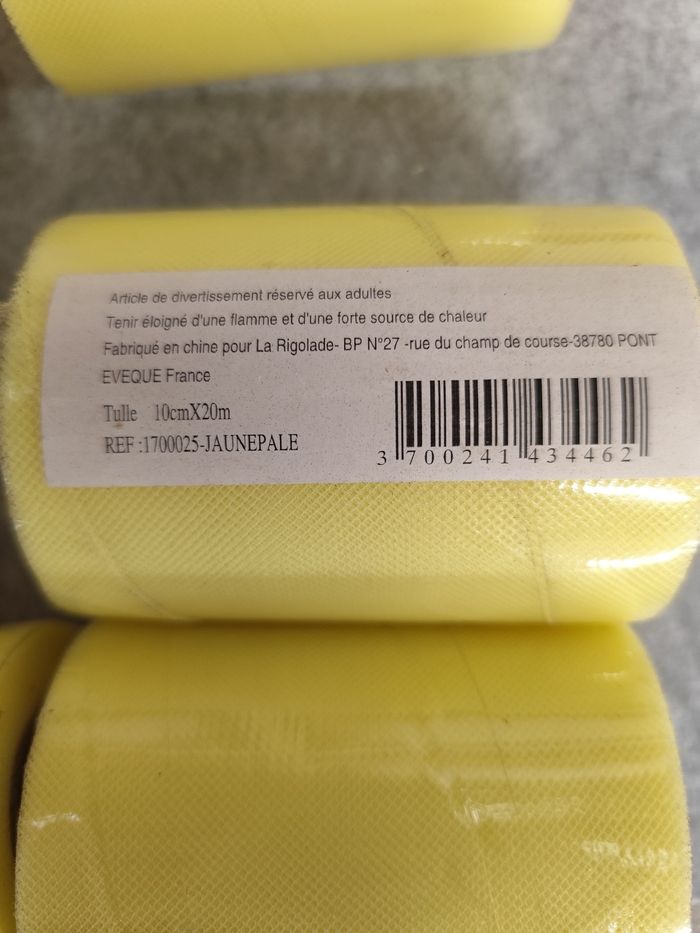 Article de divertissement réservé aux adultes
Tenir éloigné d'une flamme et d'une forte source de chaleur
Fabriqué en chine pour La Rigolade- BP N°27 -rue du champ de course-38780 PONT
EVEQUE France
Tulle 10cmX20m
REF :1700025-JAUNEPALE
3 700241 434462